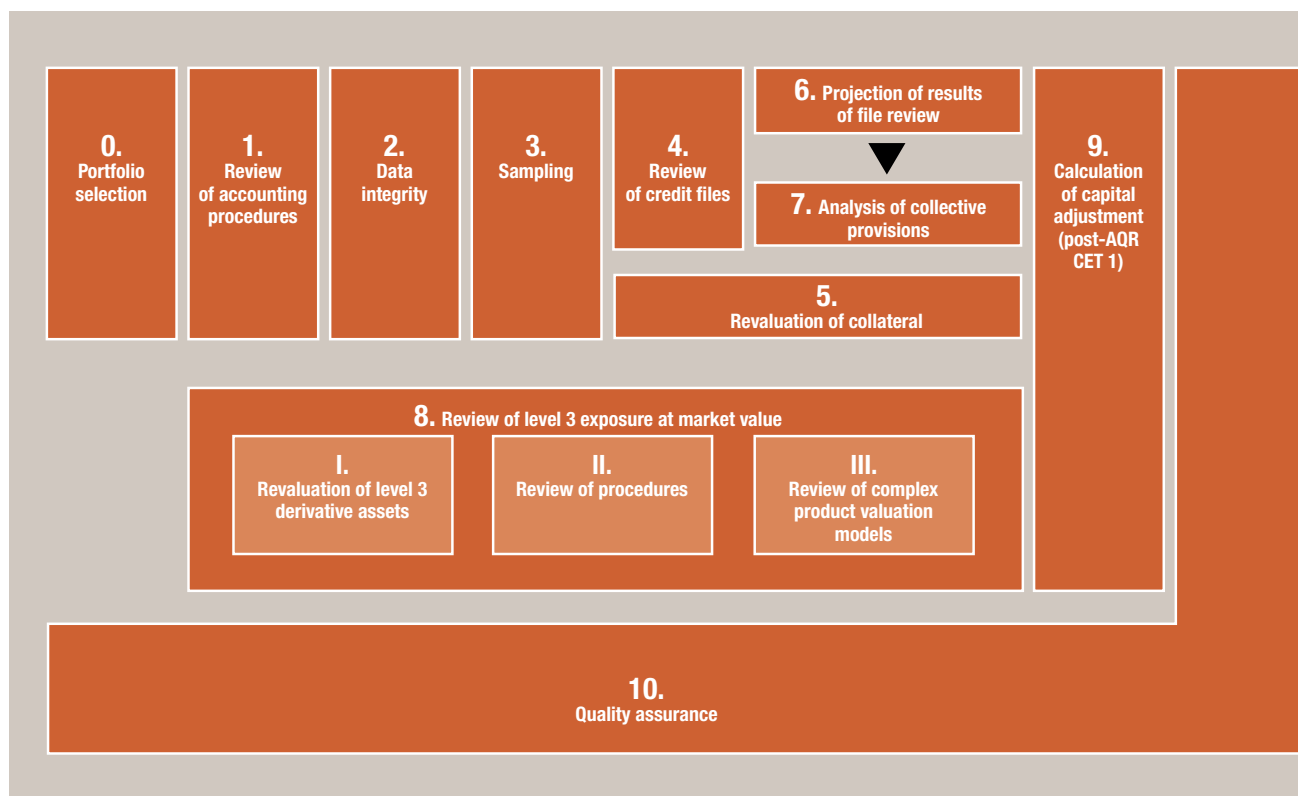 0.
Portfolio
selection
1.
Review
of accounting
procedures
2.
Data
integrity
3.
Sampling
4.
Review
of credit files
6. Projection of results
of file review
7. Analysis of collective
provisions
5.
Revaluation of collateral
9.
Calculation
of capital
adjustment
(post-AQR
CET 1)
8. Review of level 3 exposure at market value
I.
Revaluation of level 3
derivative assets
II.
Review of procedures
III.
Review of complex
product valuation
models
10.
Quality assurance